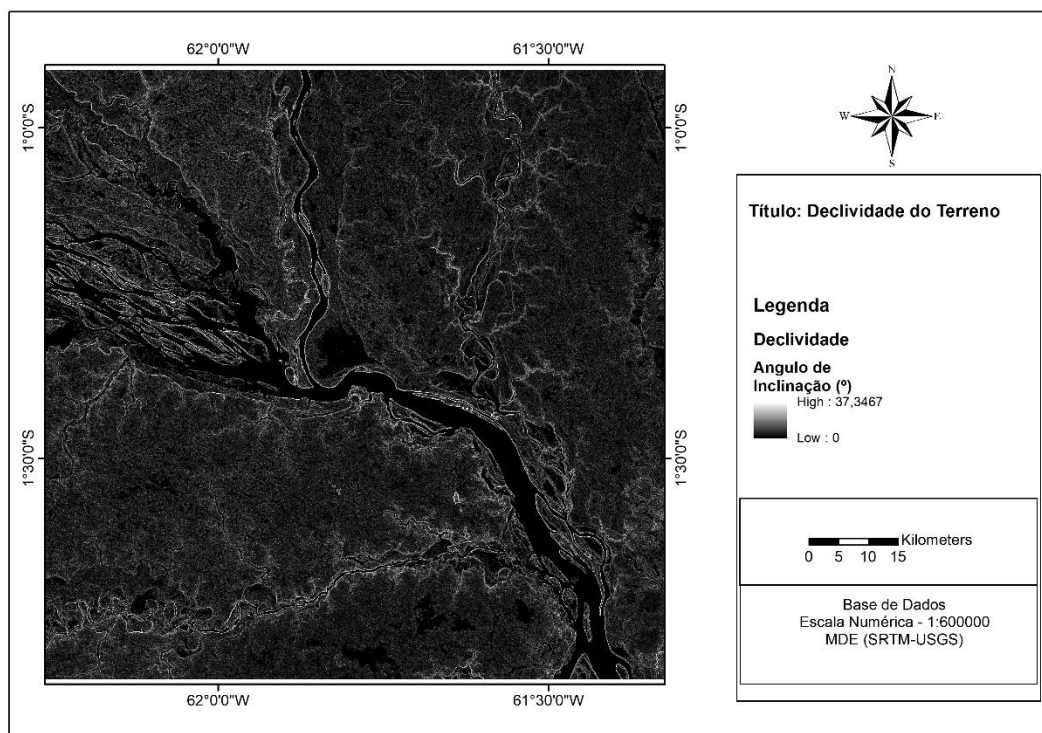 62°0'0"W
61°30'0"W
N
W
E
S
1°0'0"S
1°0'0"S
Título: Declividade do Terreno
Legenda
Declividade
Angulo de
Inclinação (º)
High : 37,3467
Low : 0
1°30'0"S
1°30'0"S
Kilometers
0 5 10 15
Base de Dados
Escala Numérica - 1:600000
MDE (SRTM-USGS)
62°0'0"W
61°30'0"W